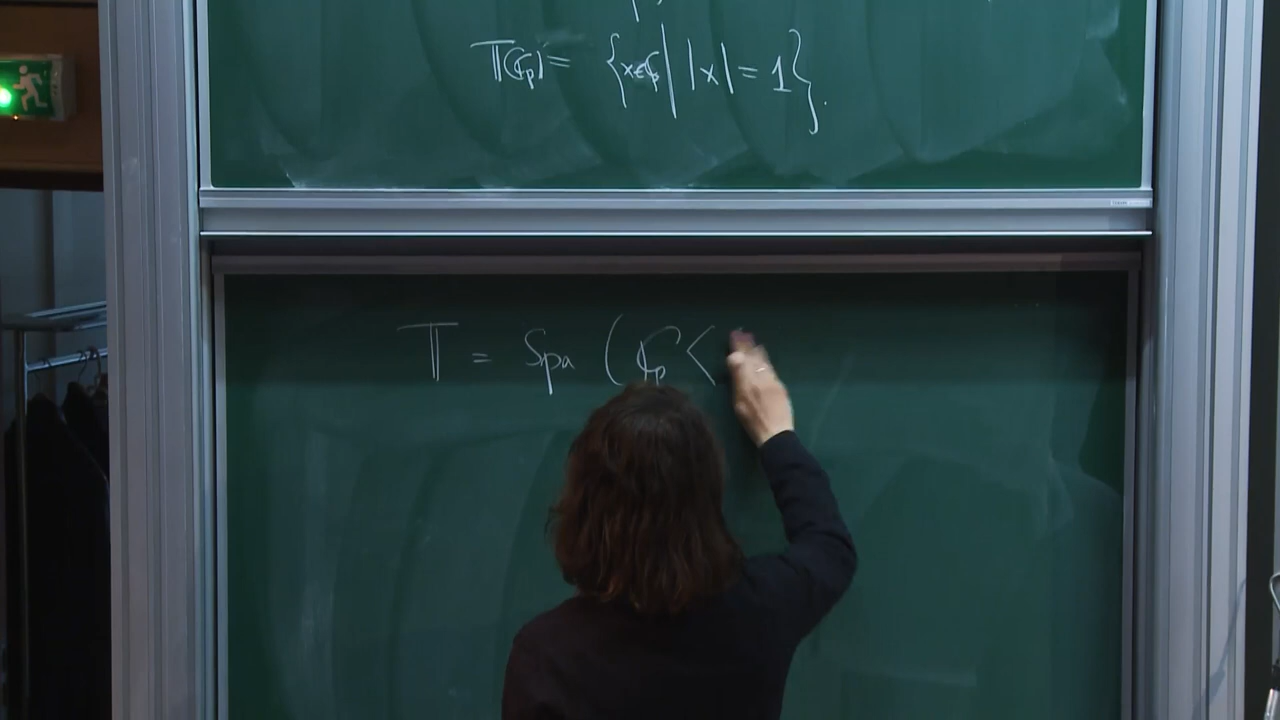 𝕋(ℂₚ) = {x∈ℂₚ | |x| = 1}.
𝕋 = Spa (ℂₚ <